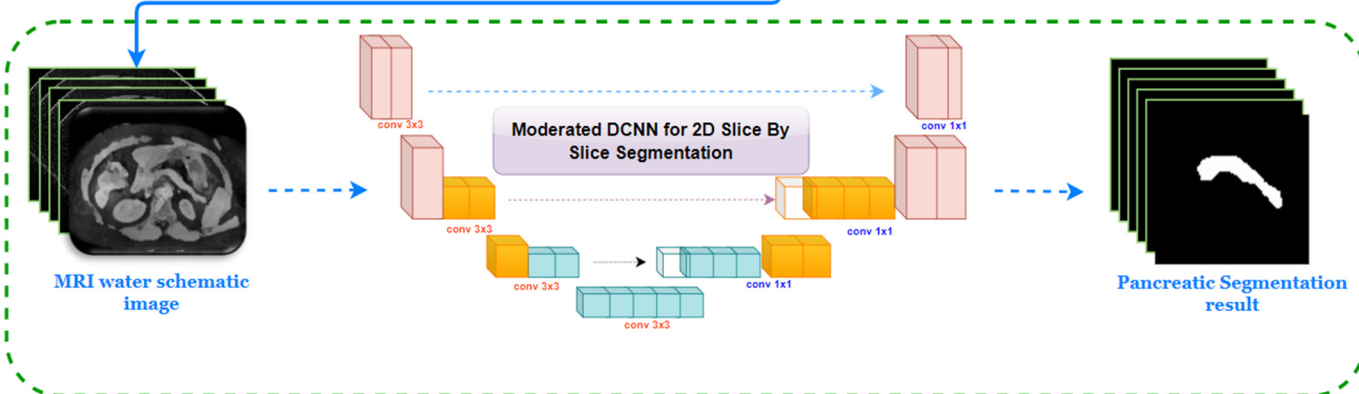 conv 3x3
conv 1x1
Moderated DCNN for 2D Slice By
Slice Segmentation
conv 3x3
conv 1x1
conv 3x3
conv 1x1
conv 3x3
MRI water schematic
image
Pancreatic Segmentation
result